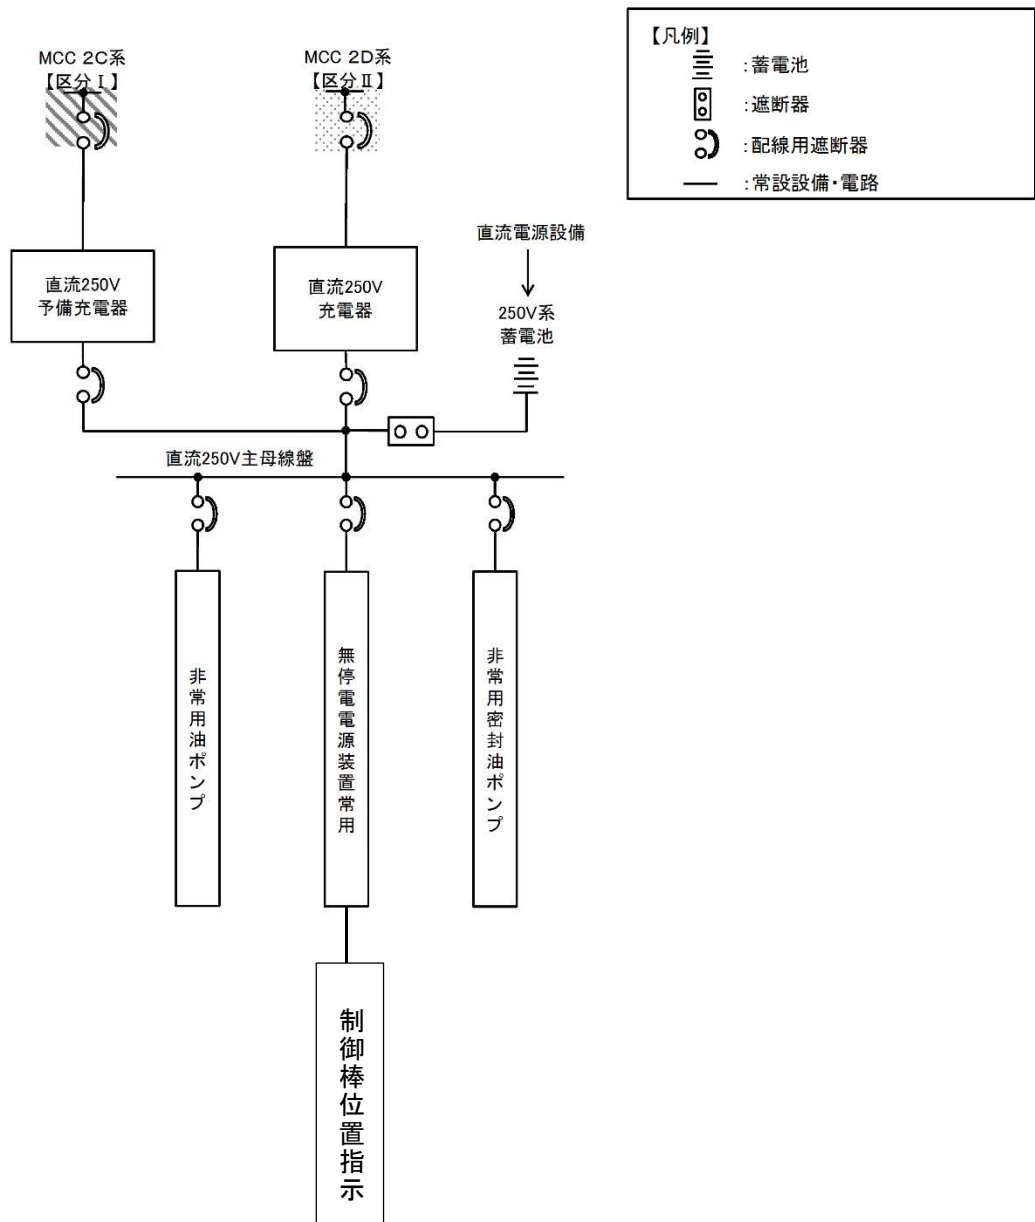 MCC 2C系
【区分Ⅰ】
MCC 2D系
【区分Ⅱ】
【凡例】
:蓄電池
:遮断器
:配線用遮断器
:常設設備・電路
直流250V
予備充電器
直流250V
充電器
直流電源設備
250V系
蓄電池
直流250V主母線盤
非常用油ポンプ
無停電電源装置常用
非常用密封油ポンプ
制御棒位置指示